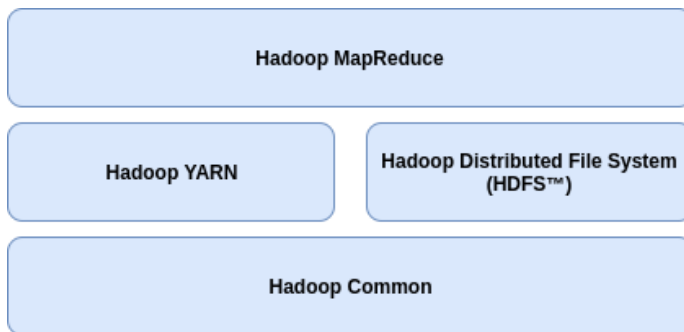 Hadoop MapReduce
Hadoop YARN
Hadoop Distributed File System
(HDFS™)
Hadoop Common